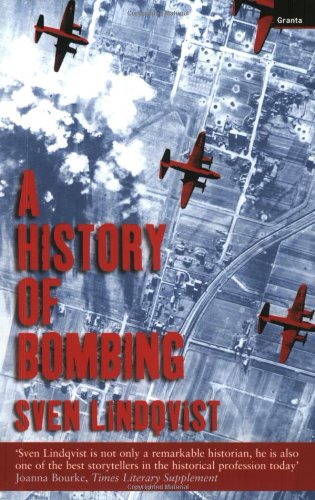 Granta
A
HISTORY
OF
BOMBING
SVEN LINDQViST
‘Sven Lindqvist is not only a remarkable historian, he is also
one of the best storytellers in the historical profession today’
Joanna Bourke, Times Literary Supplement